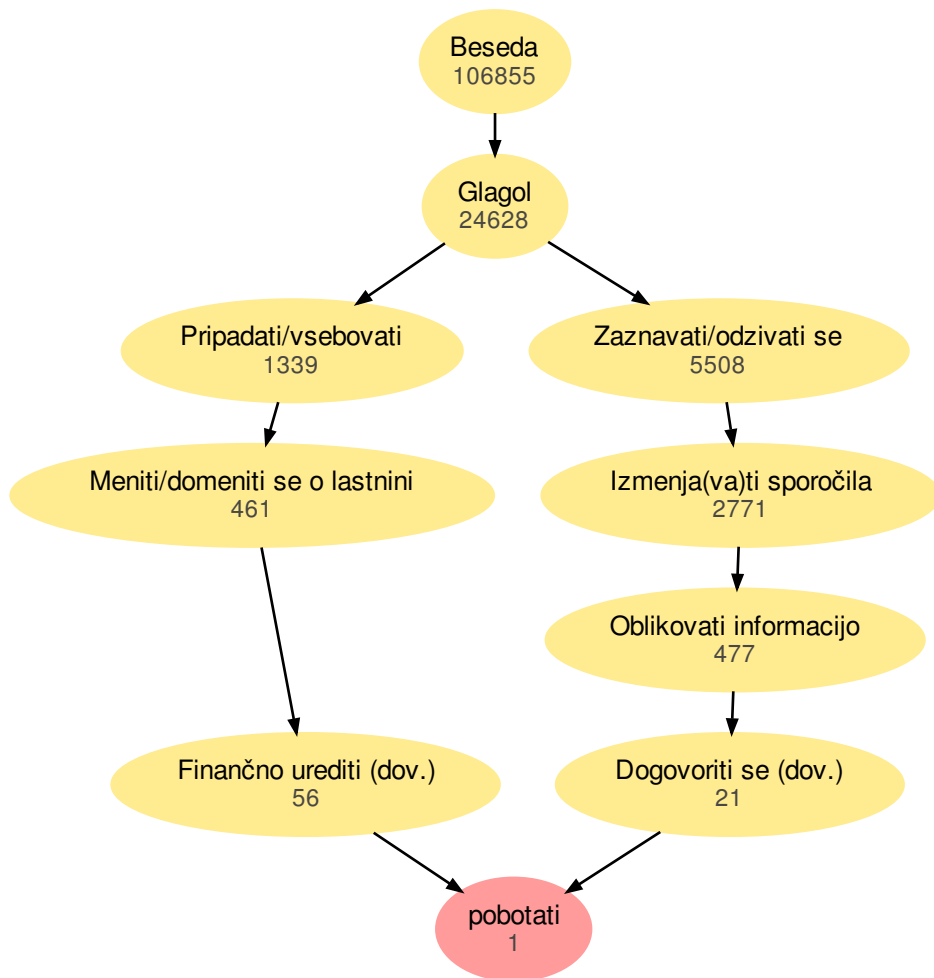 Beseda
106855
Glagol
24628
Pripadati/vsebovati
1339
Zaznavati/odzivati se
5508
Meniti/domeniti se o lastnini
461
Izmenja(va)ti sporočila
2771
Oblikovati informacijo
477
Finančno urediti (dov.)
56
Dogovoriti se (dov.)
21
pobotati
1